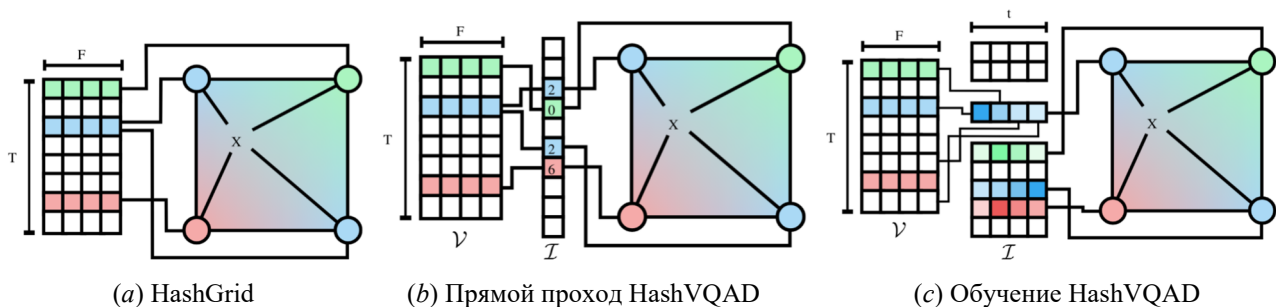 F
T
X
(a) HashGrid
F
T
2
0
2
6
X
𝒱
ℐ
(b) Прямой проход HashVQAD
F
t
T
X
𝒱
ℐ
(c) Обучение HashVQAD